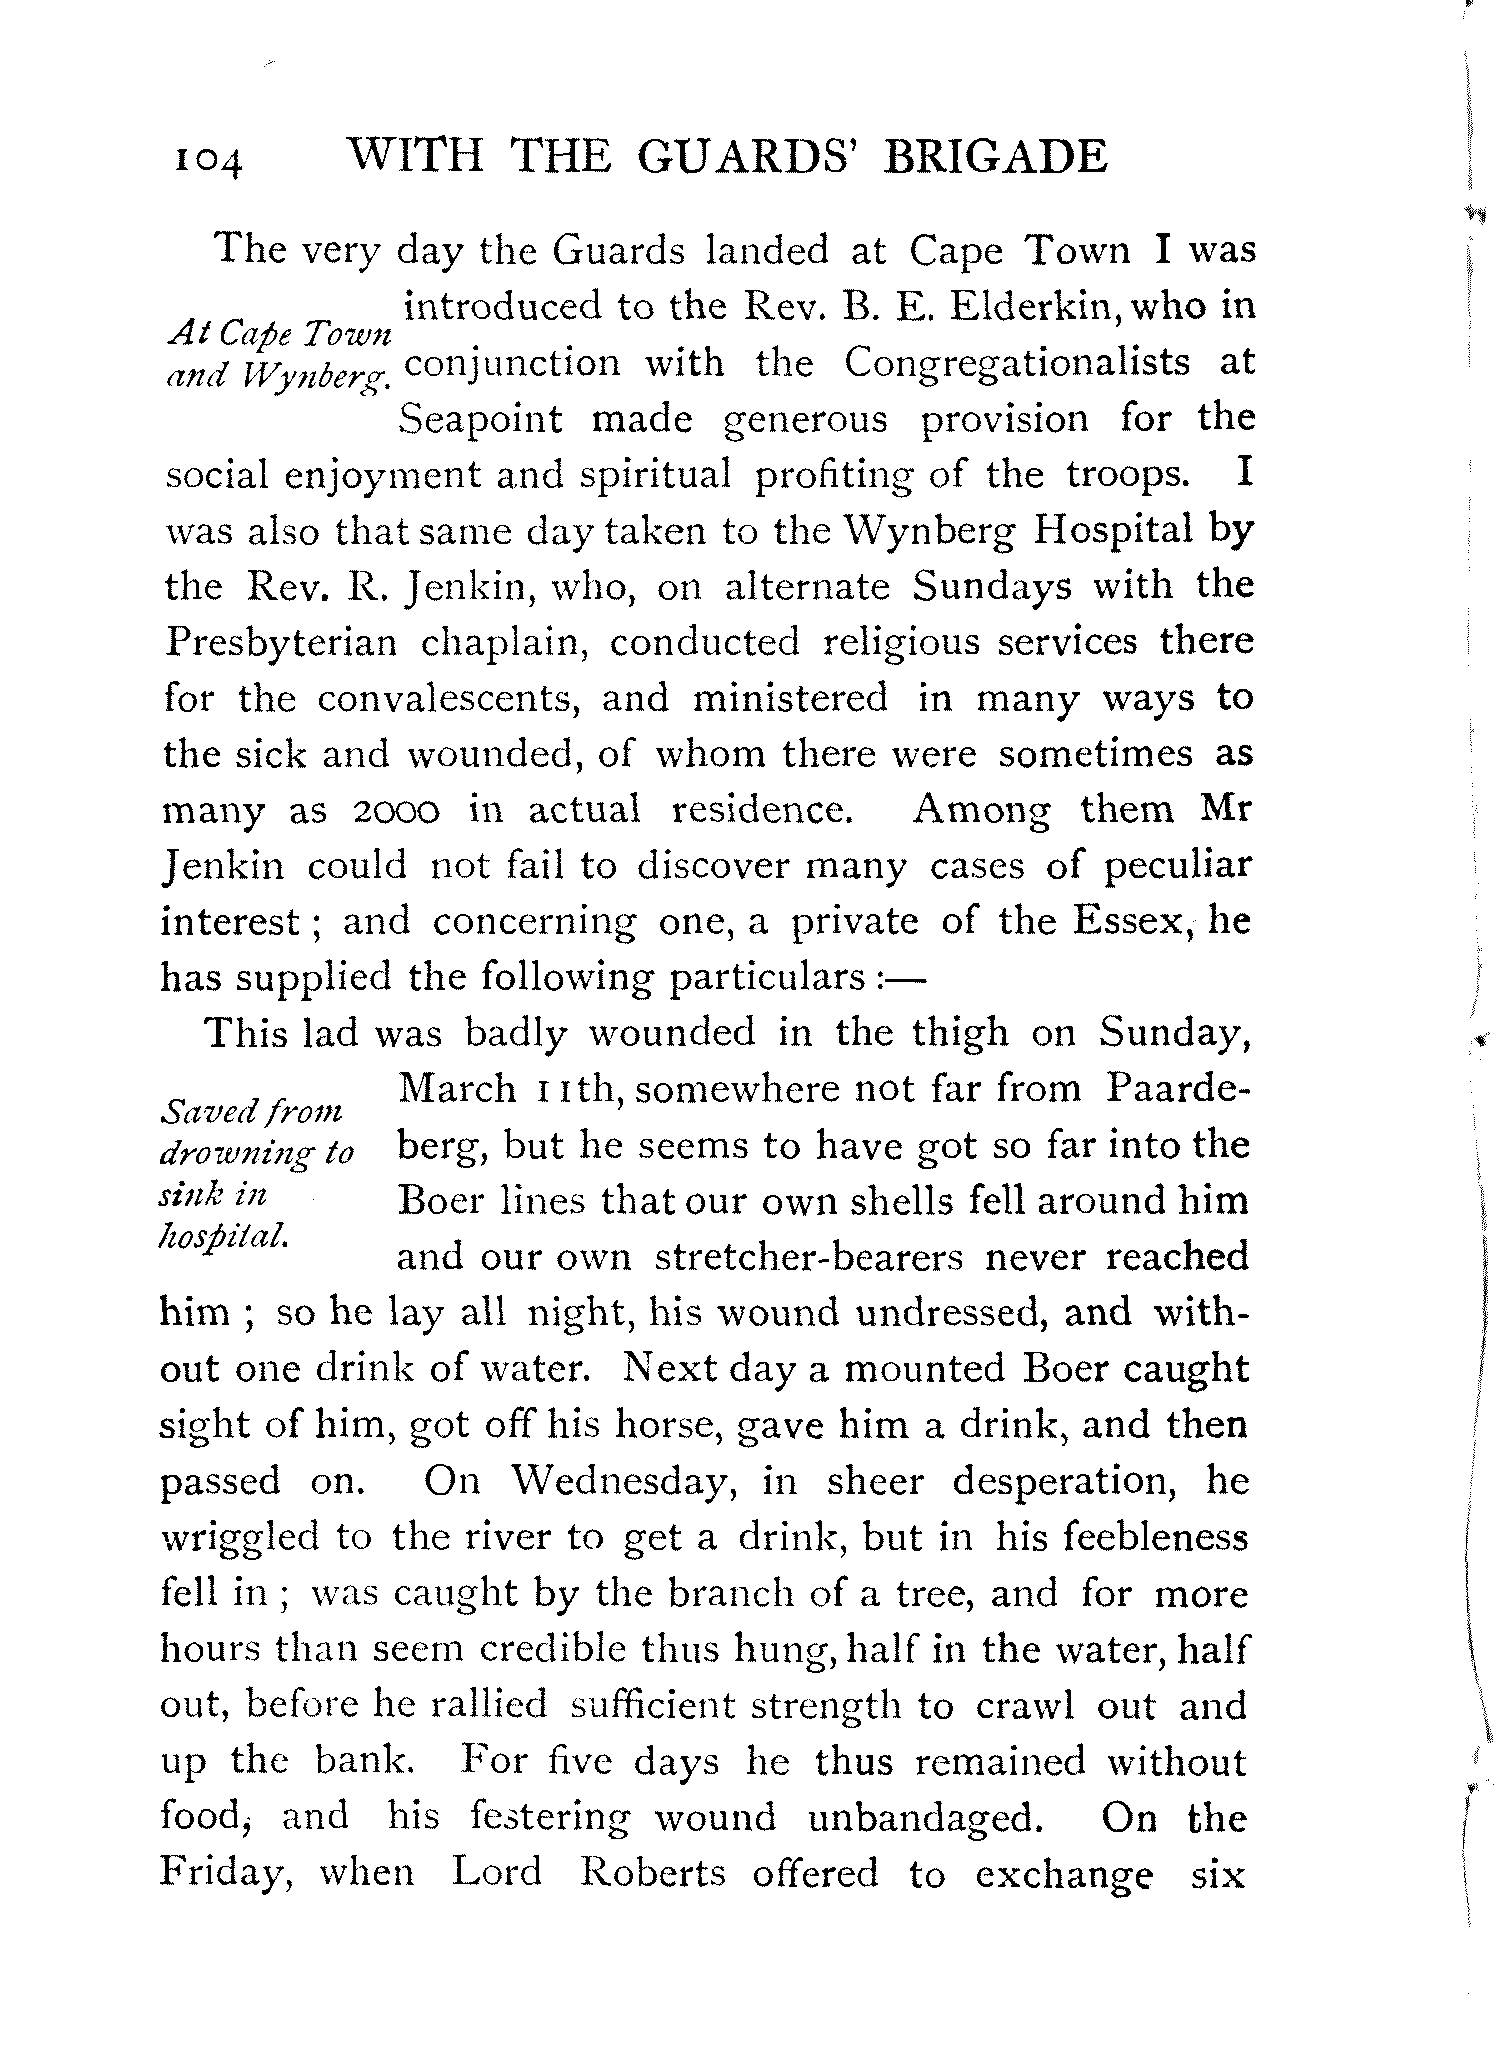 104 WITH THE GUARDS' BRIGADE
The very day the Guards landed at Cape Town I was
At Cape Town
and Wynberg.
introduced to the Rev. B. E. Elderkin, who in
conjunction with the Congregationalists at
Seapoint made generous provision for the
social enjoyment and spiritual profiting of the troops. I
was also that same day taken to the Wynberg Hospital by
the Rev. R. Jenkin, who, on alternate Sundays with the
Presbyterian chaplain, conducted religious services there
for the convalescents, and ministered in many ways to
the sick and wounded, of whom there were sometimes as
many as 2000 in actual residence. Among them Mr
Jenkin could not fail to discover many cases of peculiar
interest ; and concerning one, a private of the Essex, he
has supplied the following particulars :—
This lad was badly wounded in the thigh on Sunday,
Saved from
drowning to
sink in
hospital.
March 11th, somewhere not far from Paarde-
berg, but he seems to have got so far into the
Boer lines that our own shells fell around him
and our own stretcher-bearers never reached
him ; so he lay all night, his wound undressed, and with-
out one drink of water. Next day a mounted Boer caught
sight of him, got off his horse, gave him a drink, and then
passed on. On Wednesday, in sheer desperation, he
wriggled to the river to get a drink, but in his feebleness
fell in ; was caught by the branch of a tree, and for more
hours than seem credible thus hung, half in the water, half
out, before he rallied sufficient strength to crawl out and
up the bank. For five days he thus remained without
food, and his festering wound unbandaged. On the
Friday, when Lord Roberts offered to exchange six